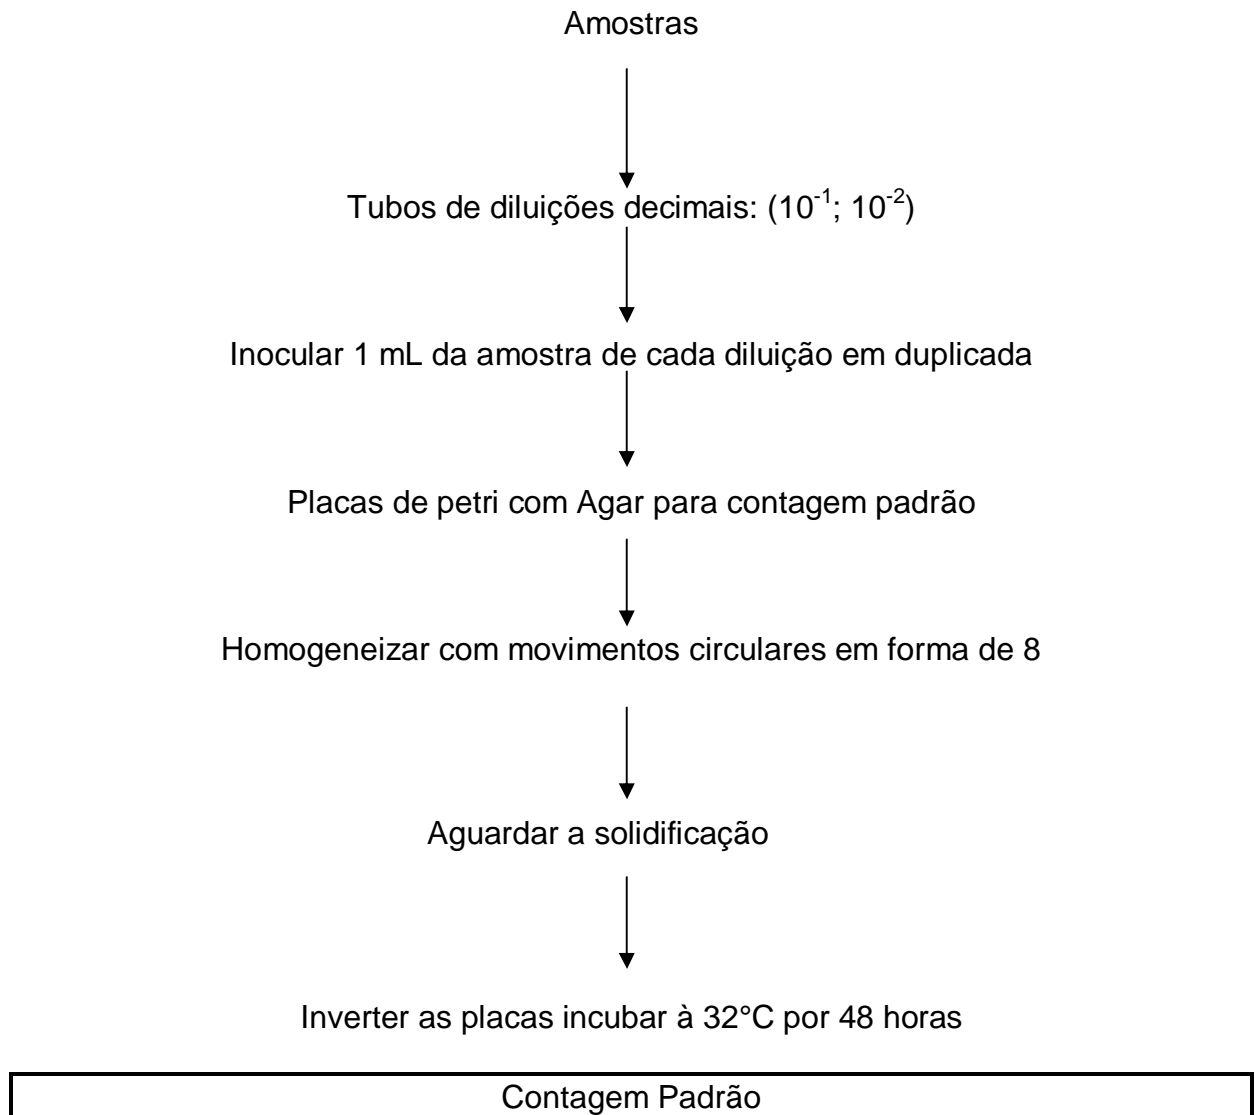 Amostras
Tubos de diluições decimais: (10⁻¹; 10⁻²)
Inocular 1 mL da amostra de cada diluição em duplicada
Placas de petri com Agar para contagem padrão
Homogeneizar com movimentos circulares em forma de 8
Aguardar a solidificação
Inverter as placas incubar à 32°C por 48 horas
Contagem Padrão